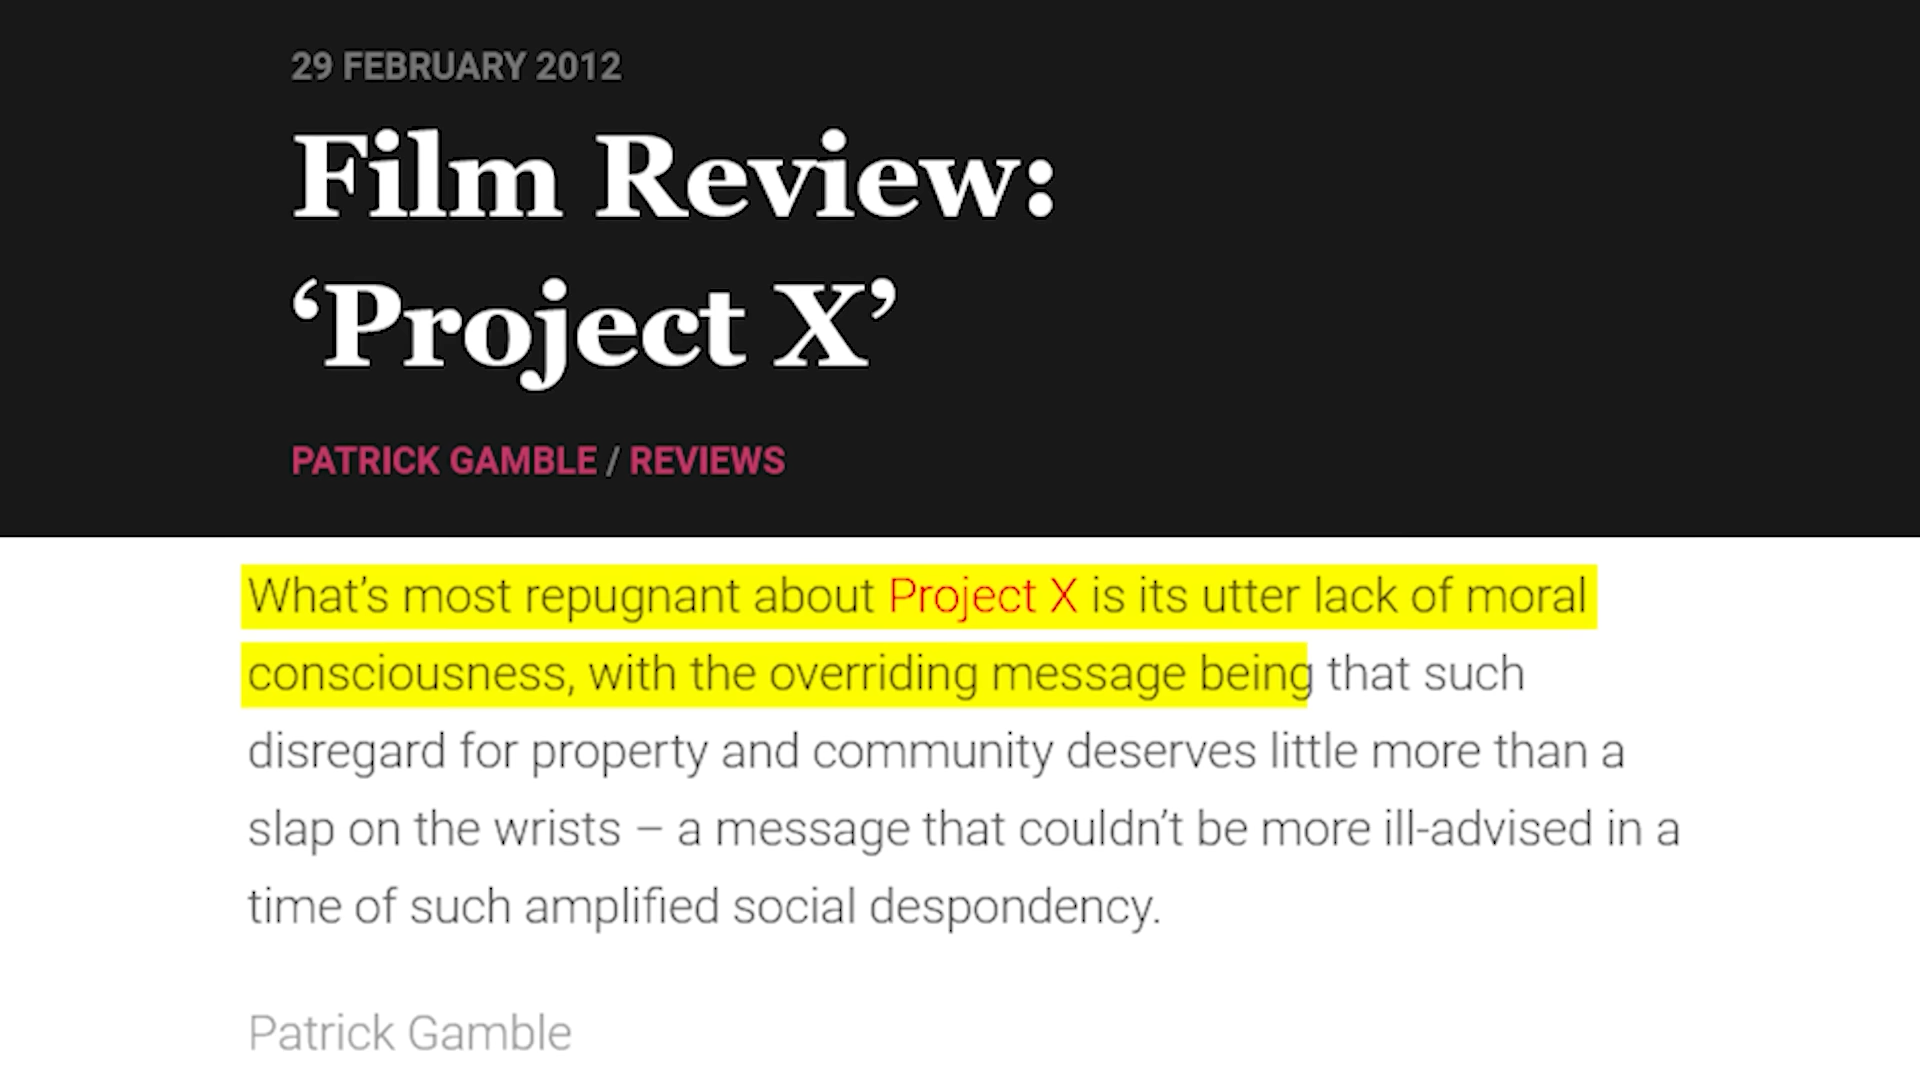 29 FEBRUARY 2012
Film Review:
‘Project X’
PATRICK GAMBLE / REVIEWS
What’s most repugnant about Project X is its utter lack of moral
consciousness, with the overriding message being that such
disregard for property and community deserves little more than a
slap on the wrists – a message that couldn’t be more ill-advised in a
time of such amplified social despondency.
Patrick Gamble